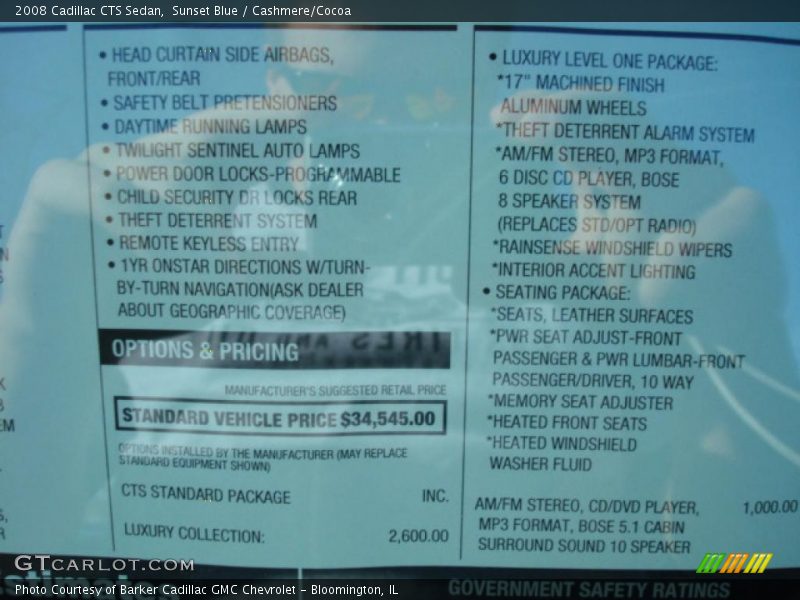 2008 Cadillac CTS Sedan, Sunset Blue / Cashmere/Cocoa
• HEAD CURTAIN SIDE AIRBAGS,
FRONT/REAR
• SAFETY BELT PRETENSIONERS
• DAYTIME RUNNING LAMPS
• TWILIGHT SENTINEL AUTO LAMPS
• POWER DOOR LOCKS-PROGRAMMABLE
• CHILD SECURITY DR LOCKS REAR
• THEFT DETERRENT SYSTEM
• REMOTE KEYLESS ENTRY
• 1YR ONSTAR DIRECTIONS W/TURN-
BY-TURN NAVIGATION(ASK DEALER
ABOUT GEOGRAPHIC COVERAGE)
OPTIONS & PRICING
MANUFACTURER'S SUGGESTED RETAIL PRICE
STANDARD VEHICLE PRICE $34,545.00
OPTIONS INSTALLED BY THE MANUFACTURER (MAY REPLACE
STANDARD EQUIPMENT SHOWN)
CTS STANDARD PACKAGE INC.
LUXURY COLLECTION: 2,600.00
• LUXURY LEVEL ONE PACKAGE:
*17" MACHINED FINISH
ALUMINUM WHEELS
*THEFT DETERRENT ALARM SYSTEM
*AM/FM STEREO, MP3 FORMAT,
6 DISC CD PLAYER, BOSE
8 SPEAKER SYSTEM
(REPLACES STD/OPT RADIO)
*RAINSENSE WINDSHIELD WIPERS
*INTERIOR ACCENT LIGHTING
• SEATING PACKAGE:
*SEATS, LEATHER SURFACES
*PWR SEAT ADJUST-FRONT
PASSENGER & PWR LUMBAR-FRONT
PASSENGER/DRIVER, 10 WAY
*MEMORY SEAT ADJUSTER
*HEATED FRONT SEATS
*HEATED WINDSHIELD
WASHER FLUID
AM/FM STEREO, CD/DVD PLAYER, 1,000.00
MP3 FORMAT, BOSE 5.1 CABIN
SURROUND SOUND 10 SPEAKER
GTCARLOT.COM
GOVERNMENT SAFETY RATINGS
Photo Courtesy of Barker Cadillac GMC Chevrolet - Bloomington, IL